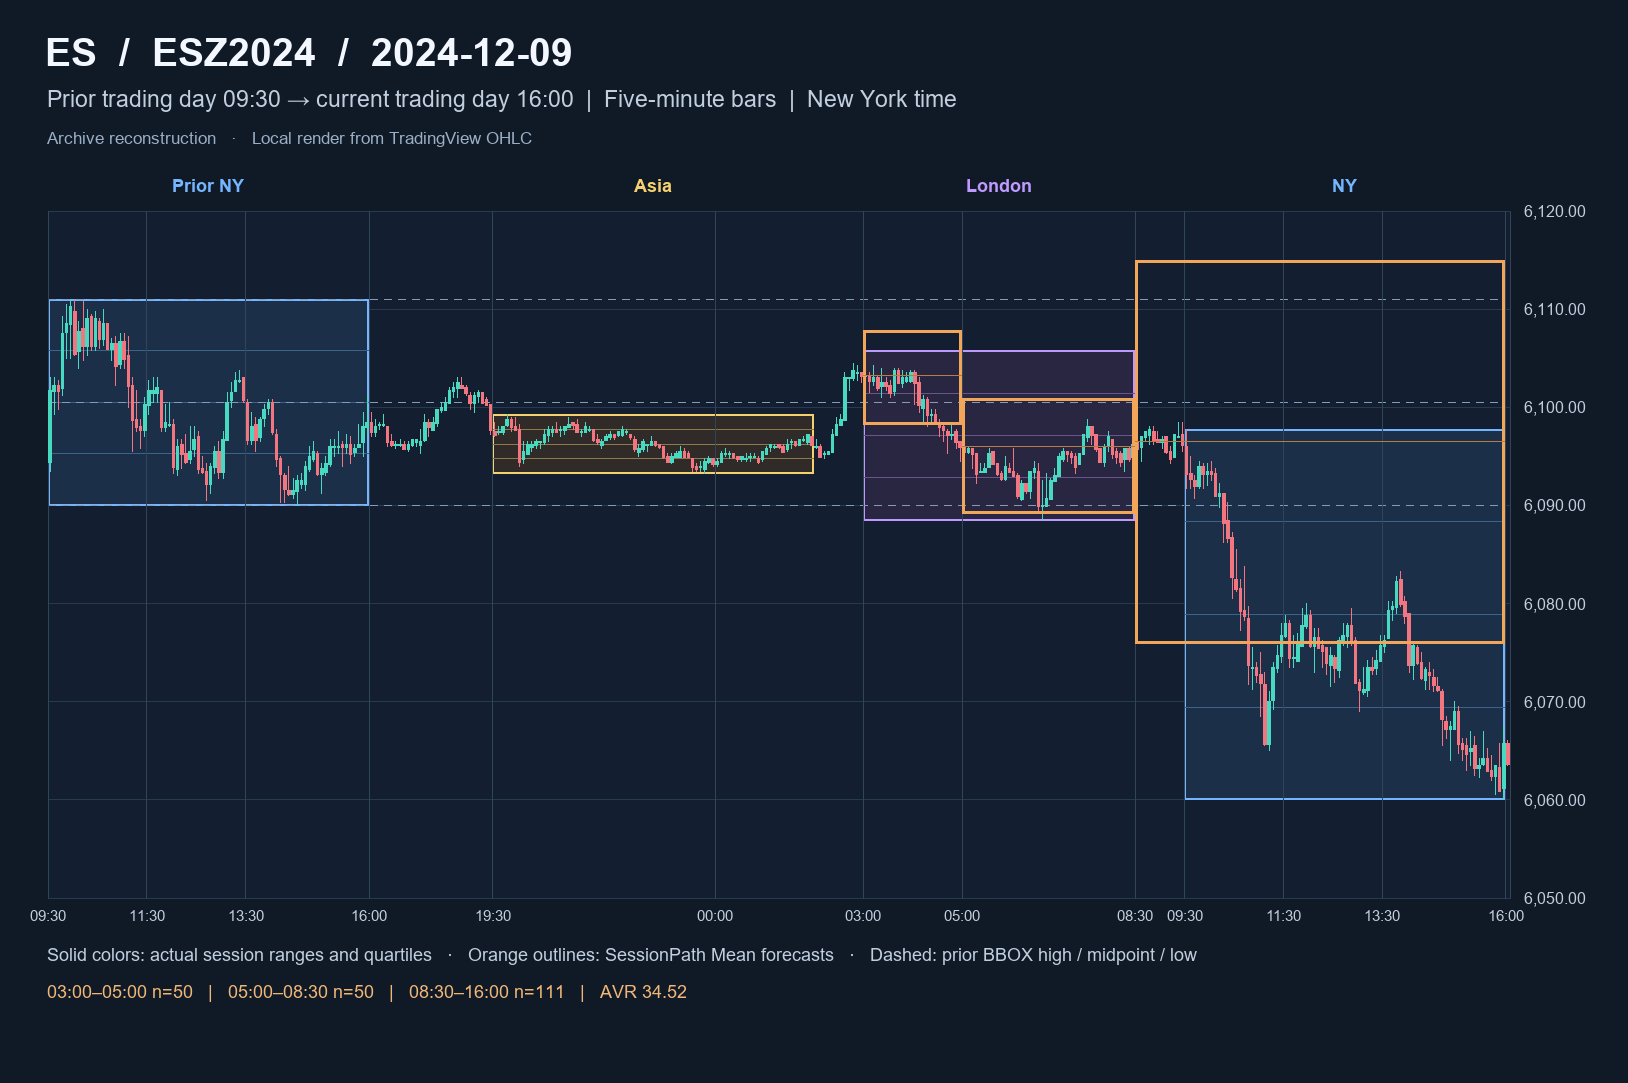 ES / ESZ2024 / 2024-12-09
Prior trading day 09:30 → current trading day 16:00 | Five-minute bars | New York time
Archive reconstruction · Local render from TradingView OHLC
Prior NY Asia London NY
6,120.00
6,110.00
6,100.00
6,090.00
6,080.00
6,070.00
6,060.00
6,050.00
09:30 11:30 13:30 16:00 19:30 00:00 03:00 05:00 08:30 09:30 11:30 13:30 16:00
Solid colors: actual session ranges and quartiles · Orange outlines: SessionPath Mean forecasts · Dashed: prior BBOX high / midpoint / low
03:00–05:00 n=50 | 05:00–08:30 n=50 | 08:30–16:00 n=111 | AVR 34.52